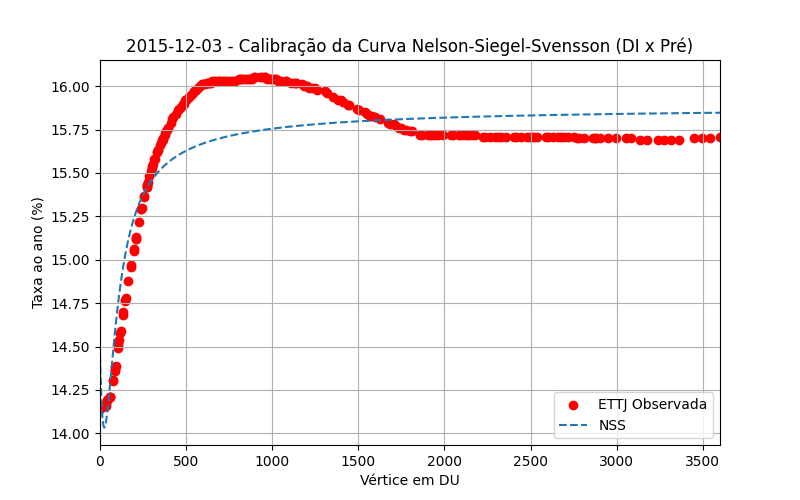 2015-12-03 - Calibração da Curva Nelson-Siegel-Svensson (DI x Pré)
Taxa ao ano (%)
16.00
15.75
15.50
15.25
15.00
14.75
14.50
14.25
14.00
0 500 1000 1500 2000 2500 3000 3500
Vértice em DU
ETTJ Observada
NSS